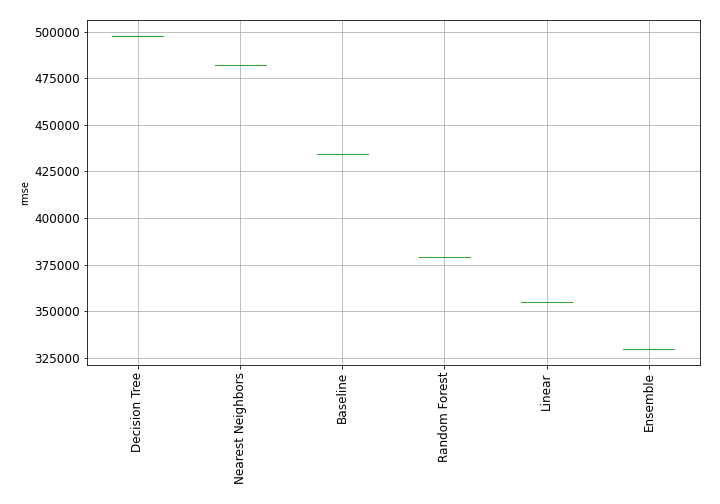 500000
475000
450000
425000
400000
375000
350000
325000
rmse
Decision Tree
Nearest Neighbors
Baseline
Random Forest
Linear
Ensemble